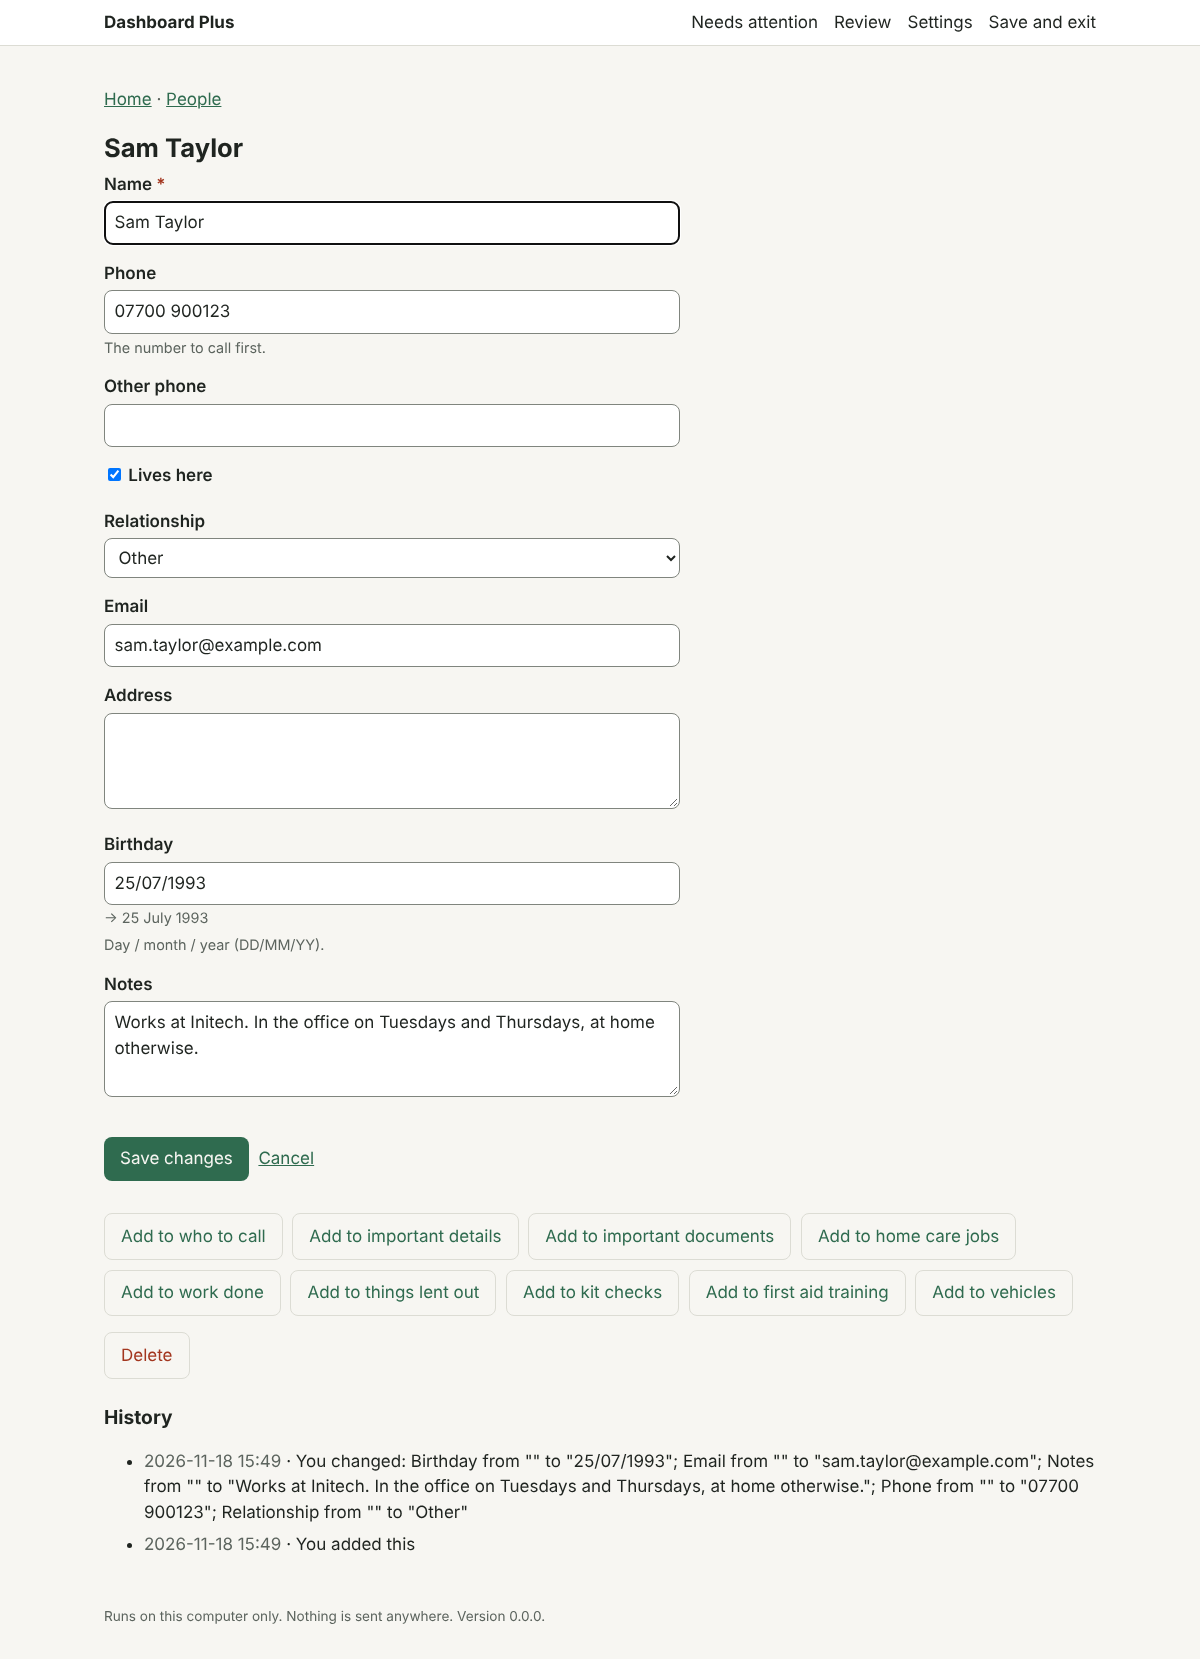 Dashboard Plus
Needs attention Review Settings Save and exit
Home · People
Sam Taylor
Name *
Sam Taylor
Phone
07700 900123
The number to call first.
Other phone
Lives here
Relationship
Other
Email
sam.taylor@example.com
Address
Birthday
25/07/1993
→ 25 July 1993
Day / month / year (DD/MM/YY).
Notes
Works at Initech. In the office on Tuesdays and Thursdays, at home
otherwise.
Save changes Cancel
Add to who to call Add to important details Add to important documents Add to home care jobs
Add to work done Add to things lent out Add to kit checks Add to first aid training Add to vehicles
Delete
History
• 2026-11-18 15:49 · You changed: Birthday from "" to "25/07/1993"; Email from "" to "sam.taylor@example.com"; Notes
from "" to "Works at Initech. In the office on Tuesdays and Thursdays, at home otherwise."; Phone from "" to "07700
900123"; Relationship from "" to "Other"
• 2026-11-18 15:49 · You added this
Runs on this computer only. Nothing is sent anywhere. Version 0.0.0.